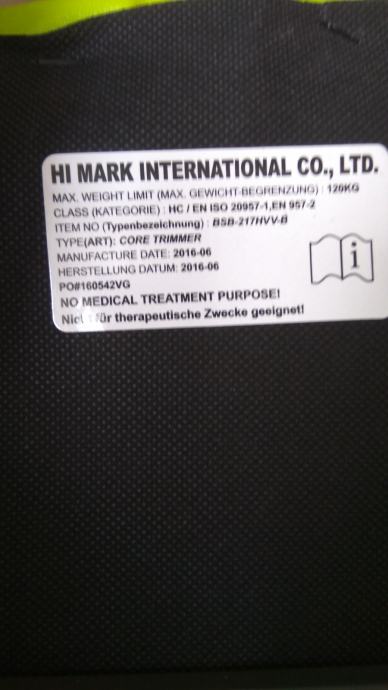 HI MARK INTERNATIONAL CO., LTD.
MAX. WEIGHT LIMIT (MAX. GEWICHT-BEGRENZUNG) : 120KG
CLASS (KATEGORIE) : HC / EN ISO 20957-1,EN 957-2
ITEM NO (Typenbezeichnung) : BSB-217HVV-B
TYPE(ART): CORE TRIMMER
MANUFACTURE DATE: 2016-06
HERSTELLUNG DATUM: 2016-06
PO#160542VG
NO MEDICAL TREATMENT PURPOSE!
Nicht für therapeutische Zwecke geeignet!
i